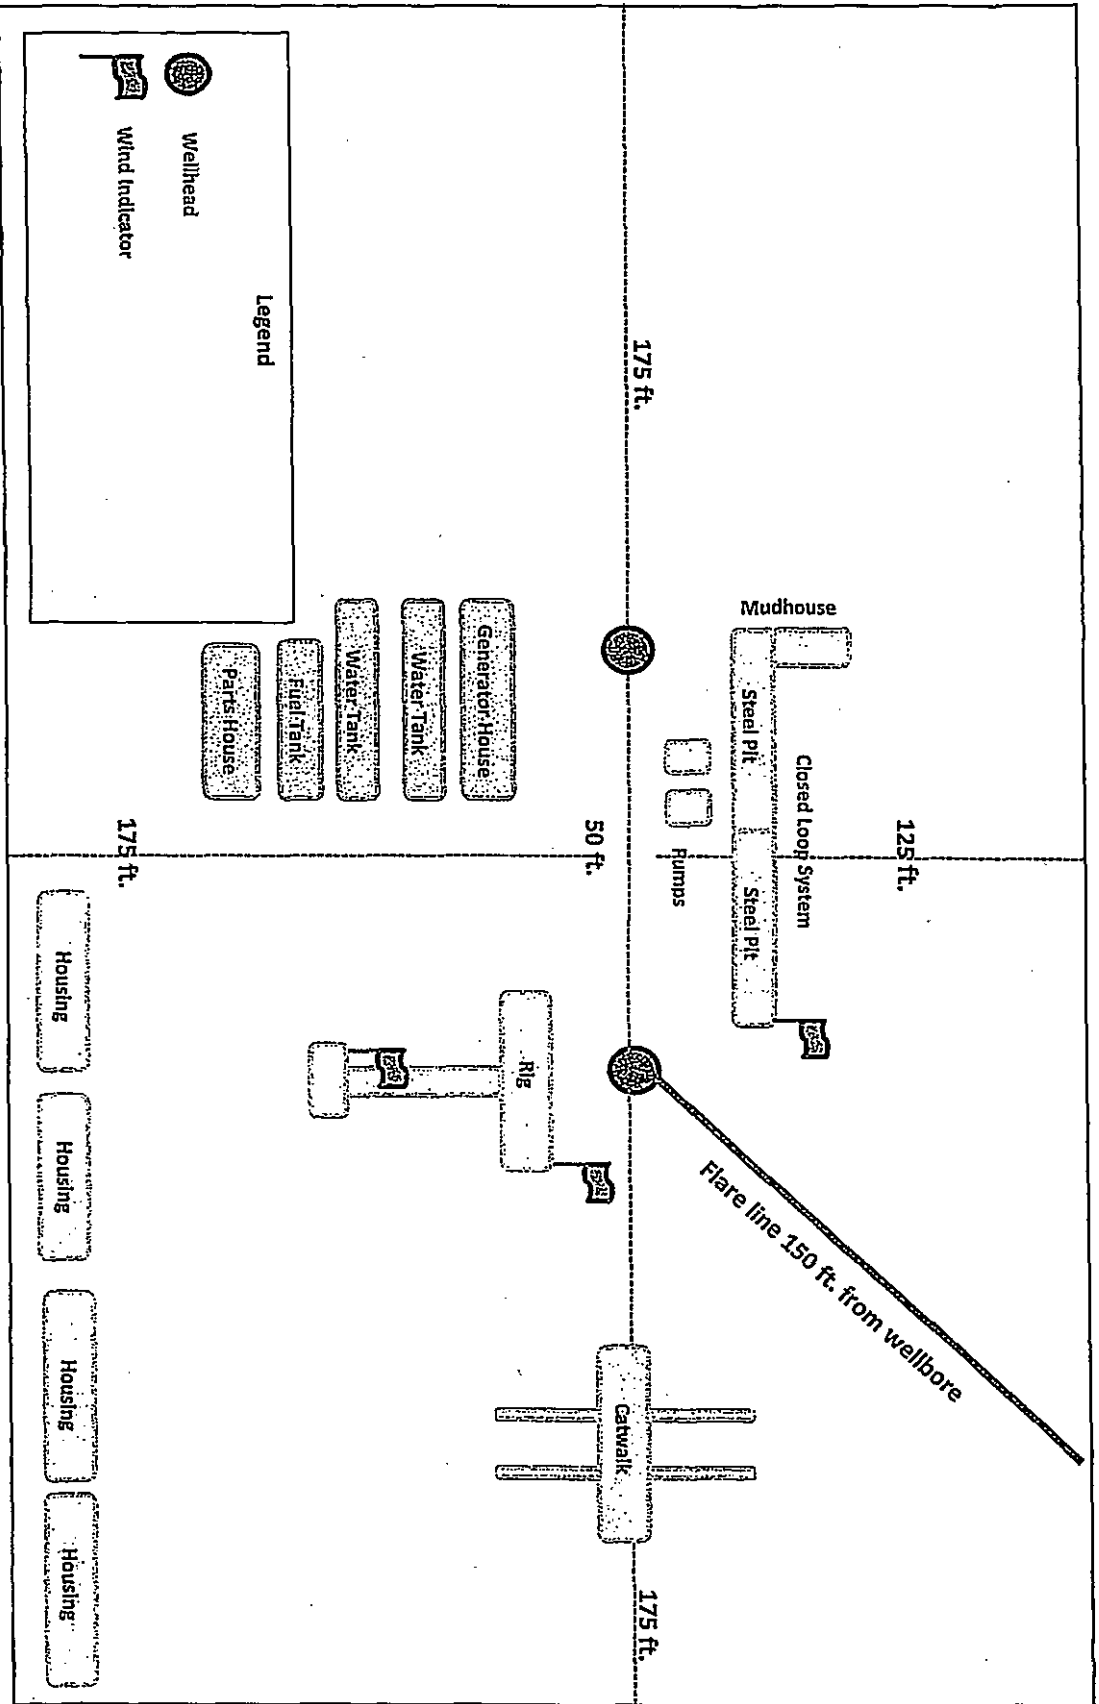 Mudhouse
175 ft.
Flare line 150 ft. from wellbore
125 ft.
Closed Loop System
Steel Pit
Steel Pit
Pumps
175 ft.
50 ft.
Catwalk
Rig
Generator House
Water Tank
Water Tank
Fuel Tank
Parts House
175 ft.
Housing
Housing
Housing
Housing
Legend
Wellhead
Wind Indicator